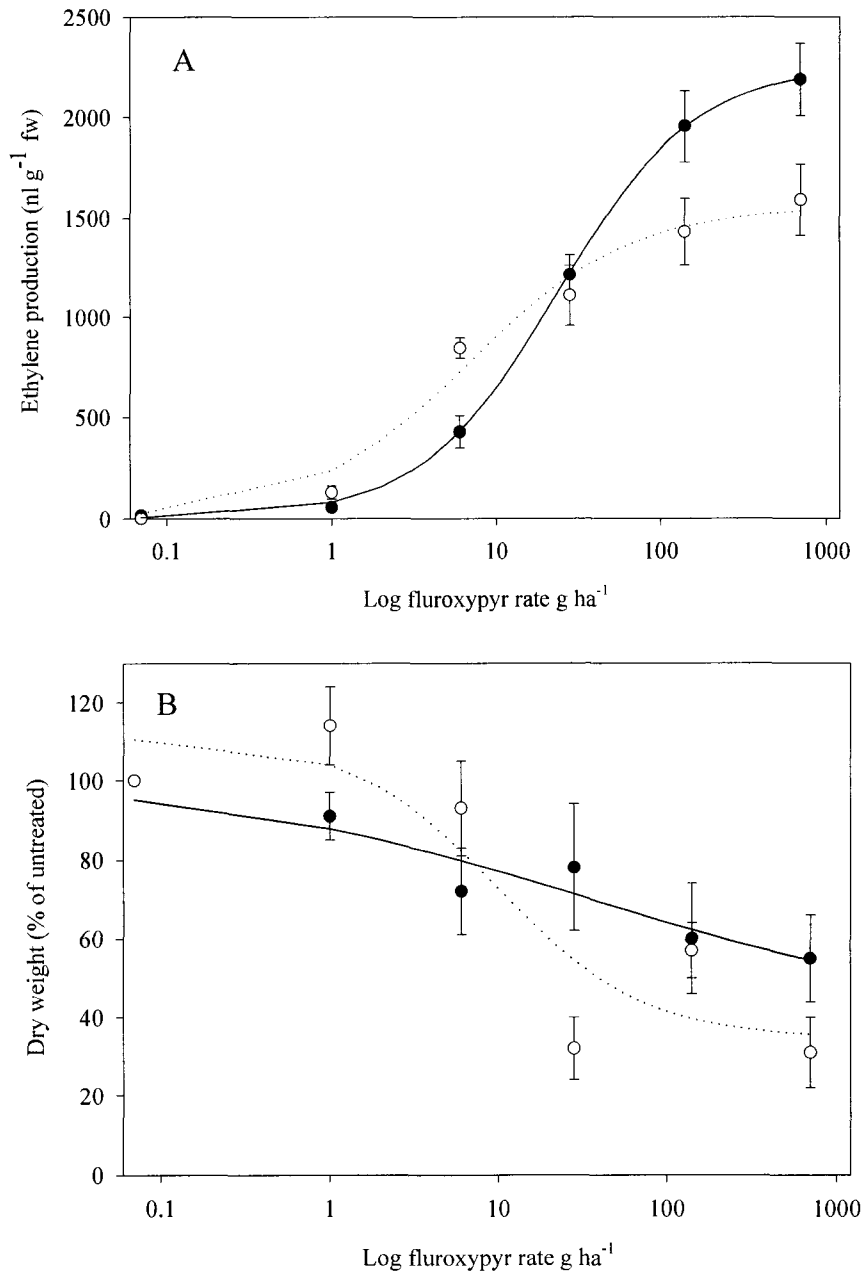 A
Ethylene production (nl g⁻¹ fw)
2500
2000
1500
1000
500
0
0.1 1 10 100 1000
Log fluroxypyr rate g ha⁻¹
B
Dry weight (% of untreated)
120
100
80
60
40
20
0
0.1 1 10 100 1000
Log fluroxypyr rate g ha⁻¹